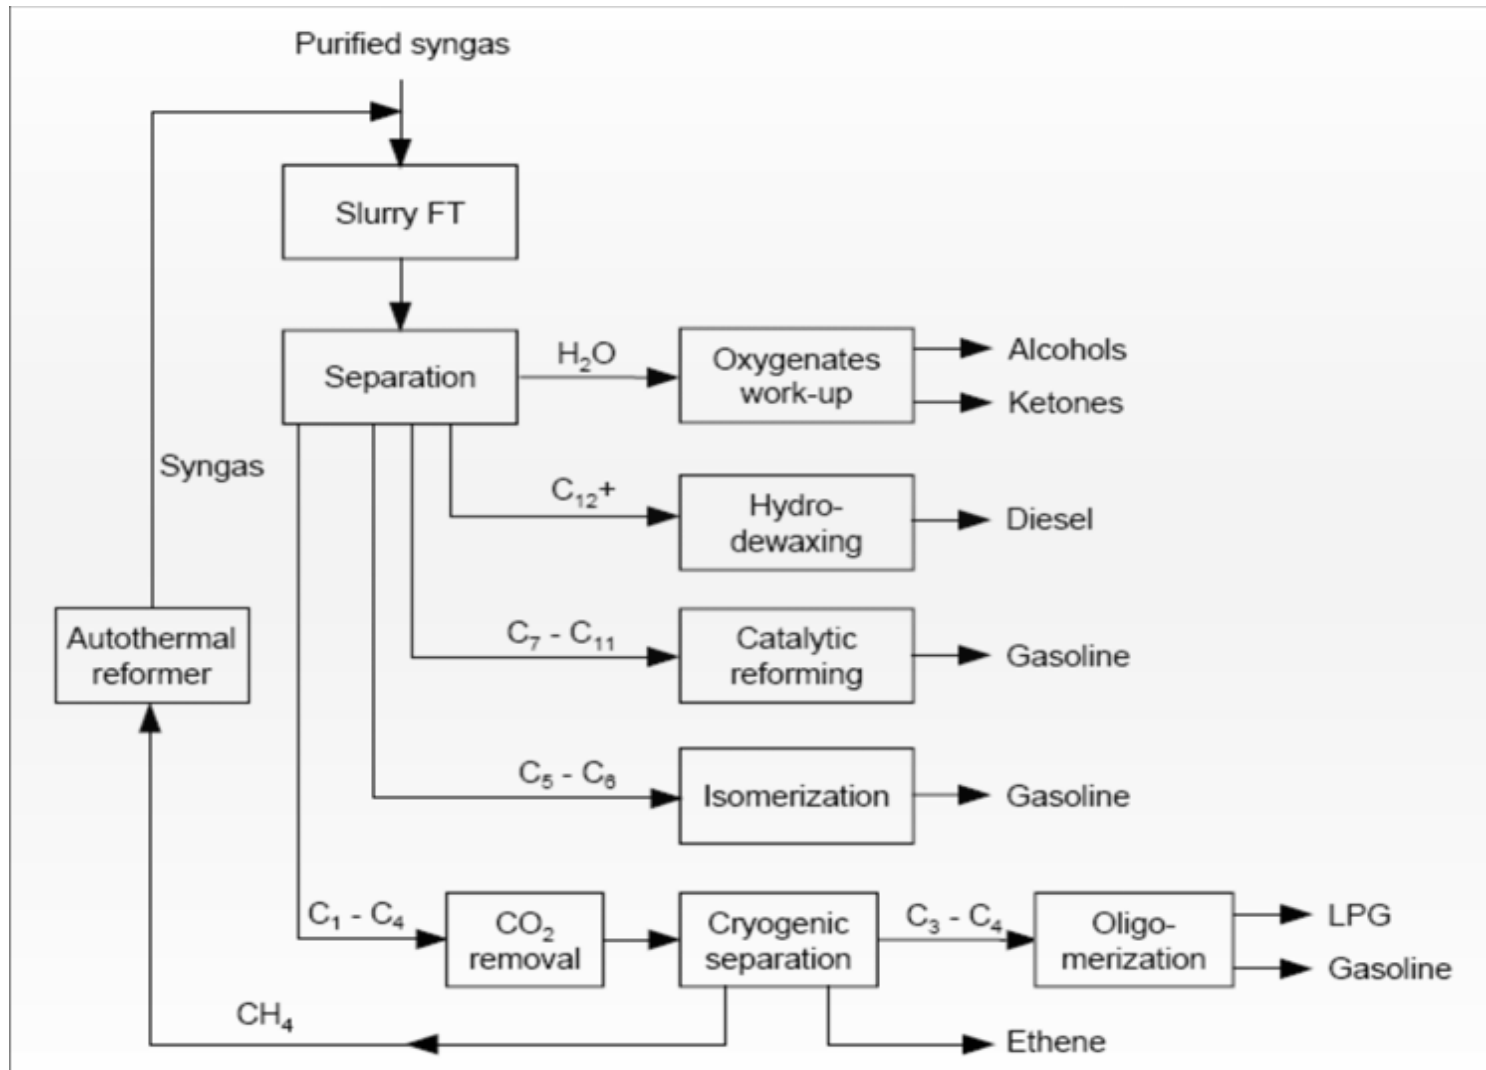 Purified syngas
Slurry FT
Separation
H₂O
Oxygenates
work-up
Alcohols
Ketones
Syngas
C₁₂+
Hydro-
dewaxing
Diesel
Autothermal
reformer
C₇ - C₁₁
Catalytic
reforming
Gasoline
C₅ - C₆
Isomerization
Gasoline
C₁ - C₄
CO₂
removal
Cryogenic
separation
C₃ - C₄
Oligo-
merization
LPG
Gasoline
CH₄
Ethene